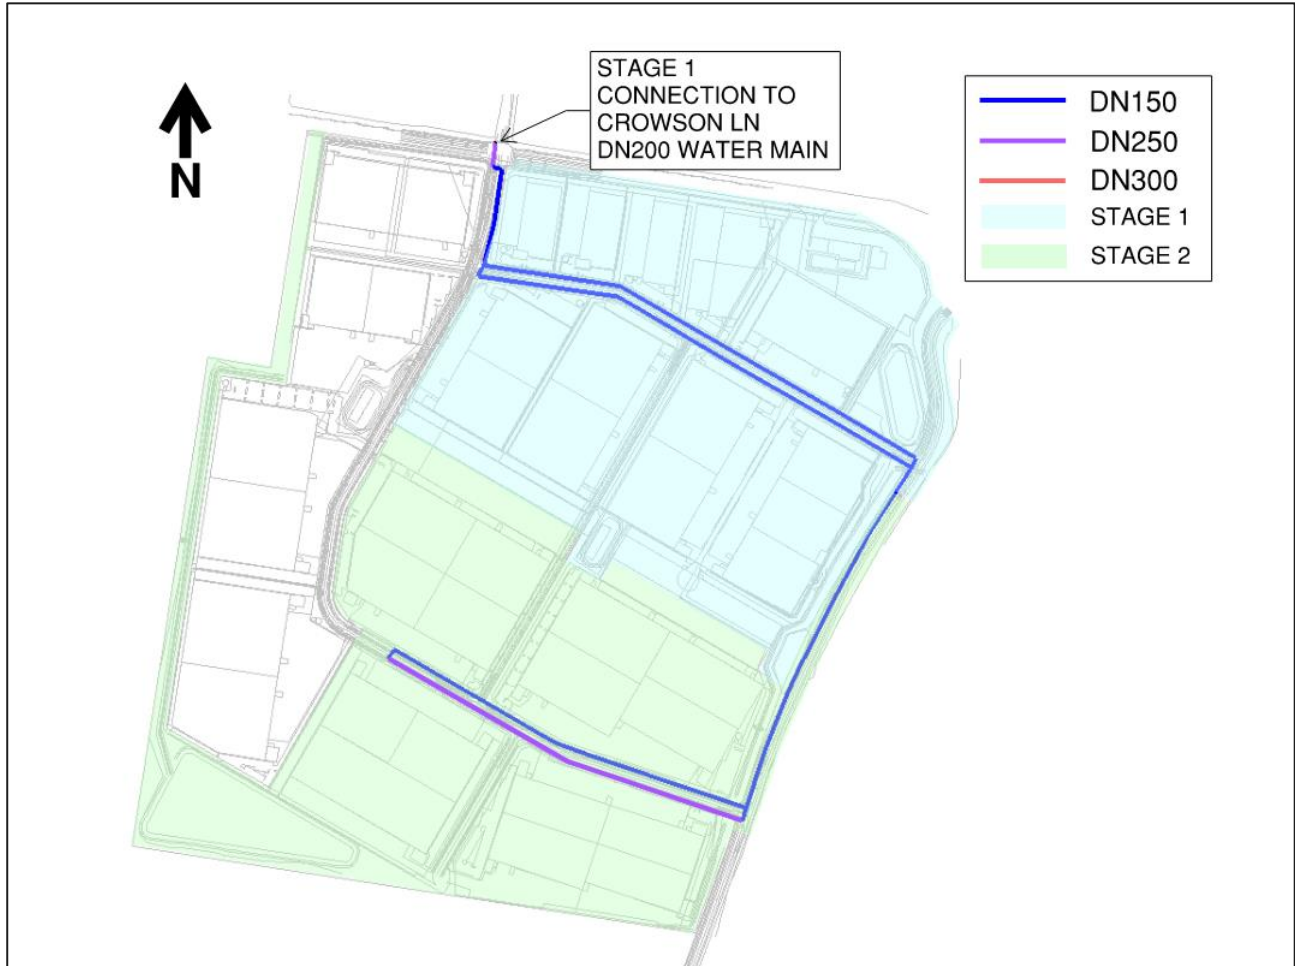 STAGE 1
CONNECTION TO
CROWSON LN
DN200 WATER MAIN
N
DN150
DN250
DN300
STAGE 1
STAGE 2